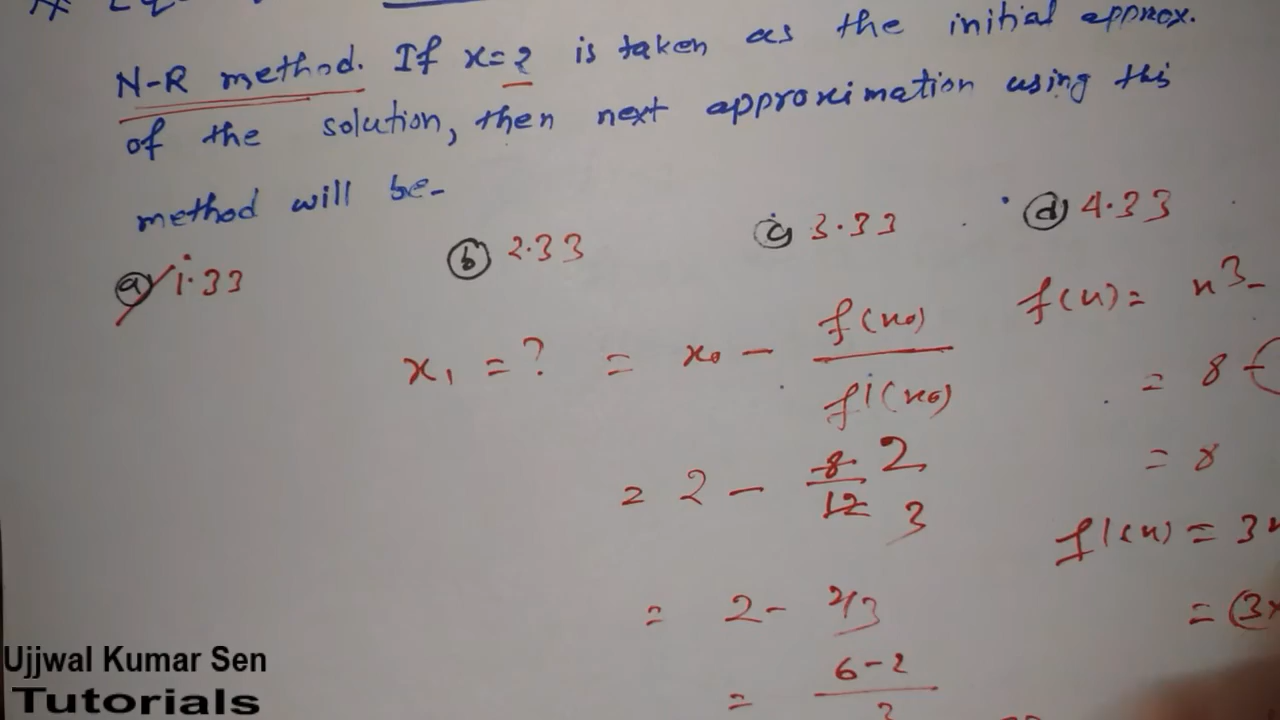 N-R method. If x=2 is taken as the initial approx.
of the solution, then next approximation using this
method will be-
(a) 1.33 (b) 2.33 (c) 3.33 (d) 4.33
x₁ = ? = x₀ - f(x₀) / f'(x₀)
f(x) = x³-
= 8 -
= 2 - 8/12 2/3
= 8
f'(x) = 3x
= 2 - 2/3
= (3x
= 6-2 / 3
Ujjwal Kumar Sen
Tutorials